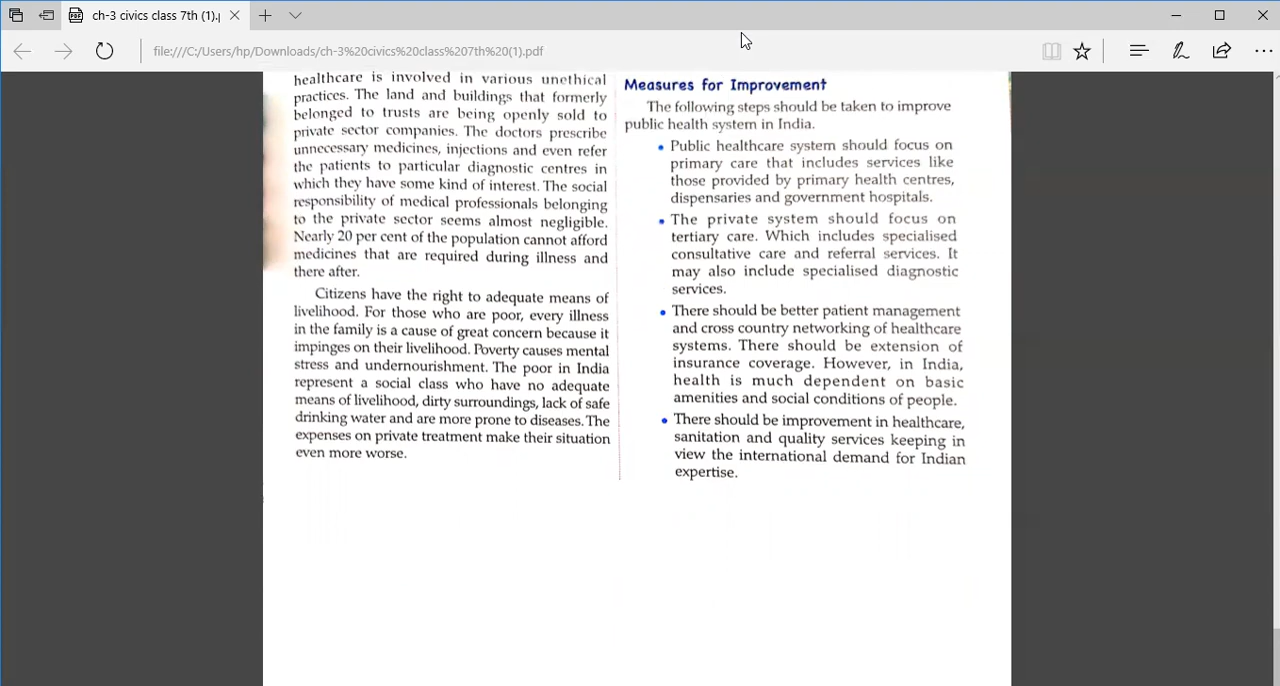 ch-3 civics class 7th (1).p
file:///C:/Users/hp/Downloads/ch-3%20civics%20class%207th%20(1).pdf
healthcare is involved in various unethical
practices. The land and buildings that formerly
belonged to trusts are being openly sold to
private sector companies. The doctors prescribe
unnecessary medicines, injections and even refer
the patients to particular diagnostic centres in
which they have some kind of interest. The social
responsibility of medical professionals belonging
to the private sector seems almost negligible.
Nearly 20 per cent of the population cannot afford
medicines that are required during illness and
there after.
Citizens have the right to adequate means of
livelihood. For those who are poor, every illness
in the family is a cause of great concern because it
impinges on their livelihood. Poverty causes mental
stress and undernourishment. The poor in India
represent a social class who have no adequate
means of livelihood, dirty surroundings, lack of safe
drinking water and are more prone to diseases. The
expenses on private treatment make their situation
even more worse.
Measures for Improvement
The following steps should be taken to improve
public health system in India.
• Public healthcare system should focus on
primary care that includes services like
those provided by primary health centres,
dispensaries and government hospitals.
• The private system should focus on
tertiary care. Which includes specialised
consultative care and referral services. It
may also include specialised diagnostic
services.
• There should be better patient management
and cross country networking of healthcare
systems. There should be extension of
insurance coverage. However, in India,
health is much dependent on basic
amenities and social conditions of people.
• There should be improvement in healthcare,
sanitation and quality services keeping in
view the international demand for Indian
expertise.